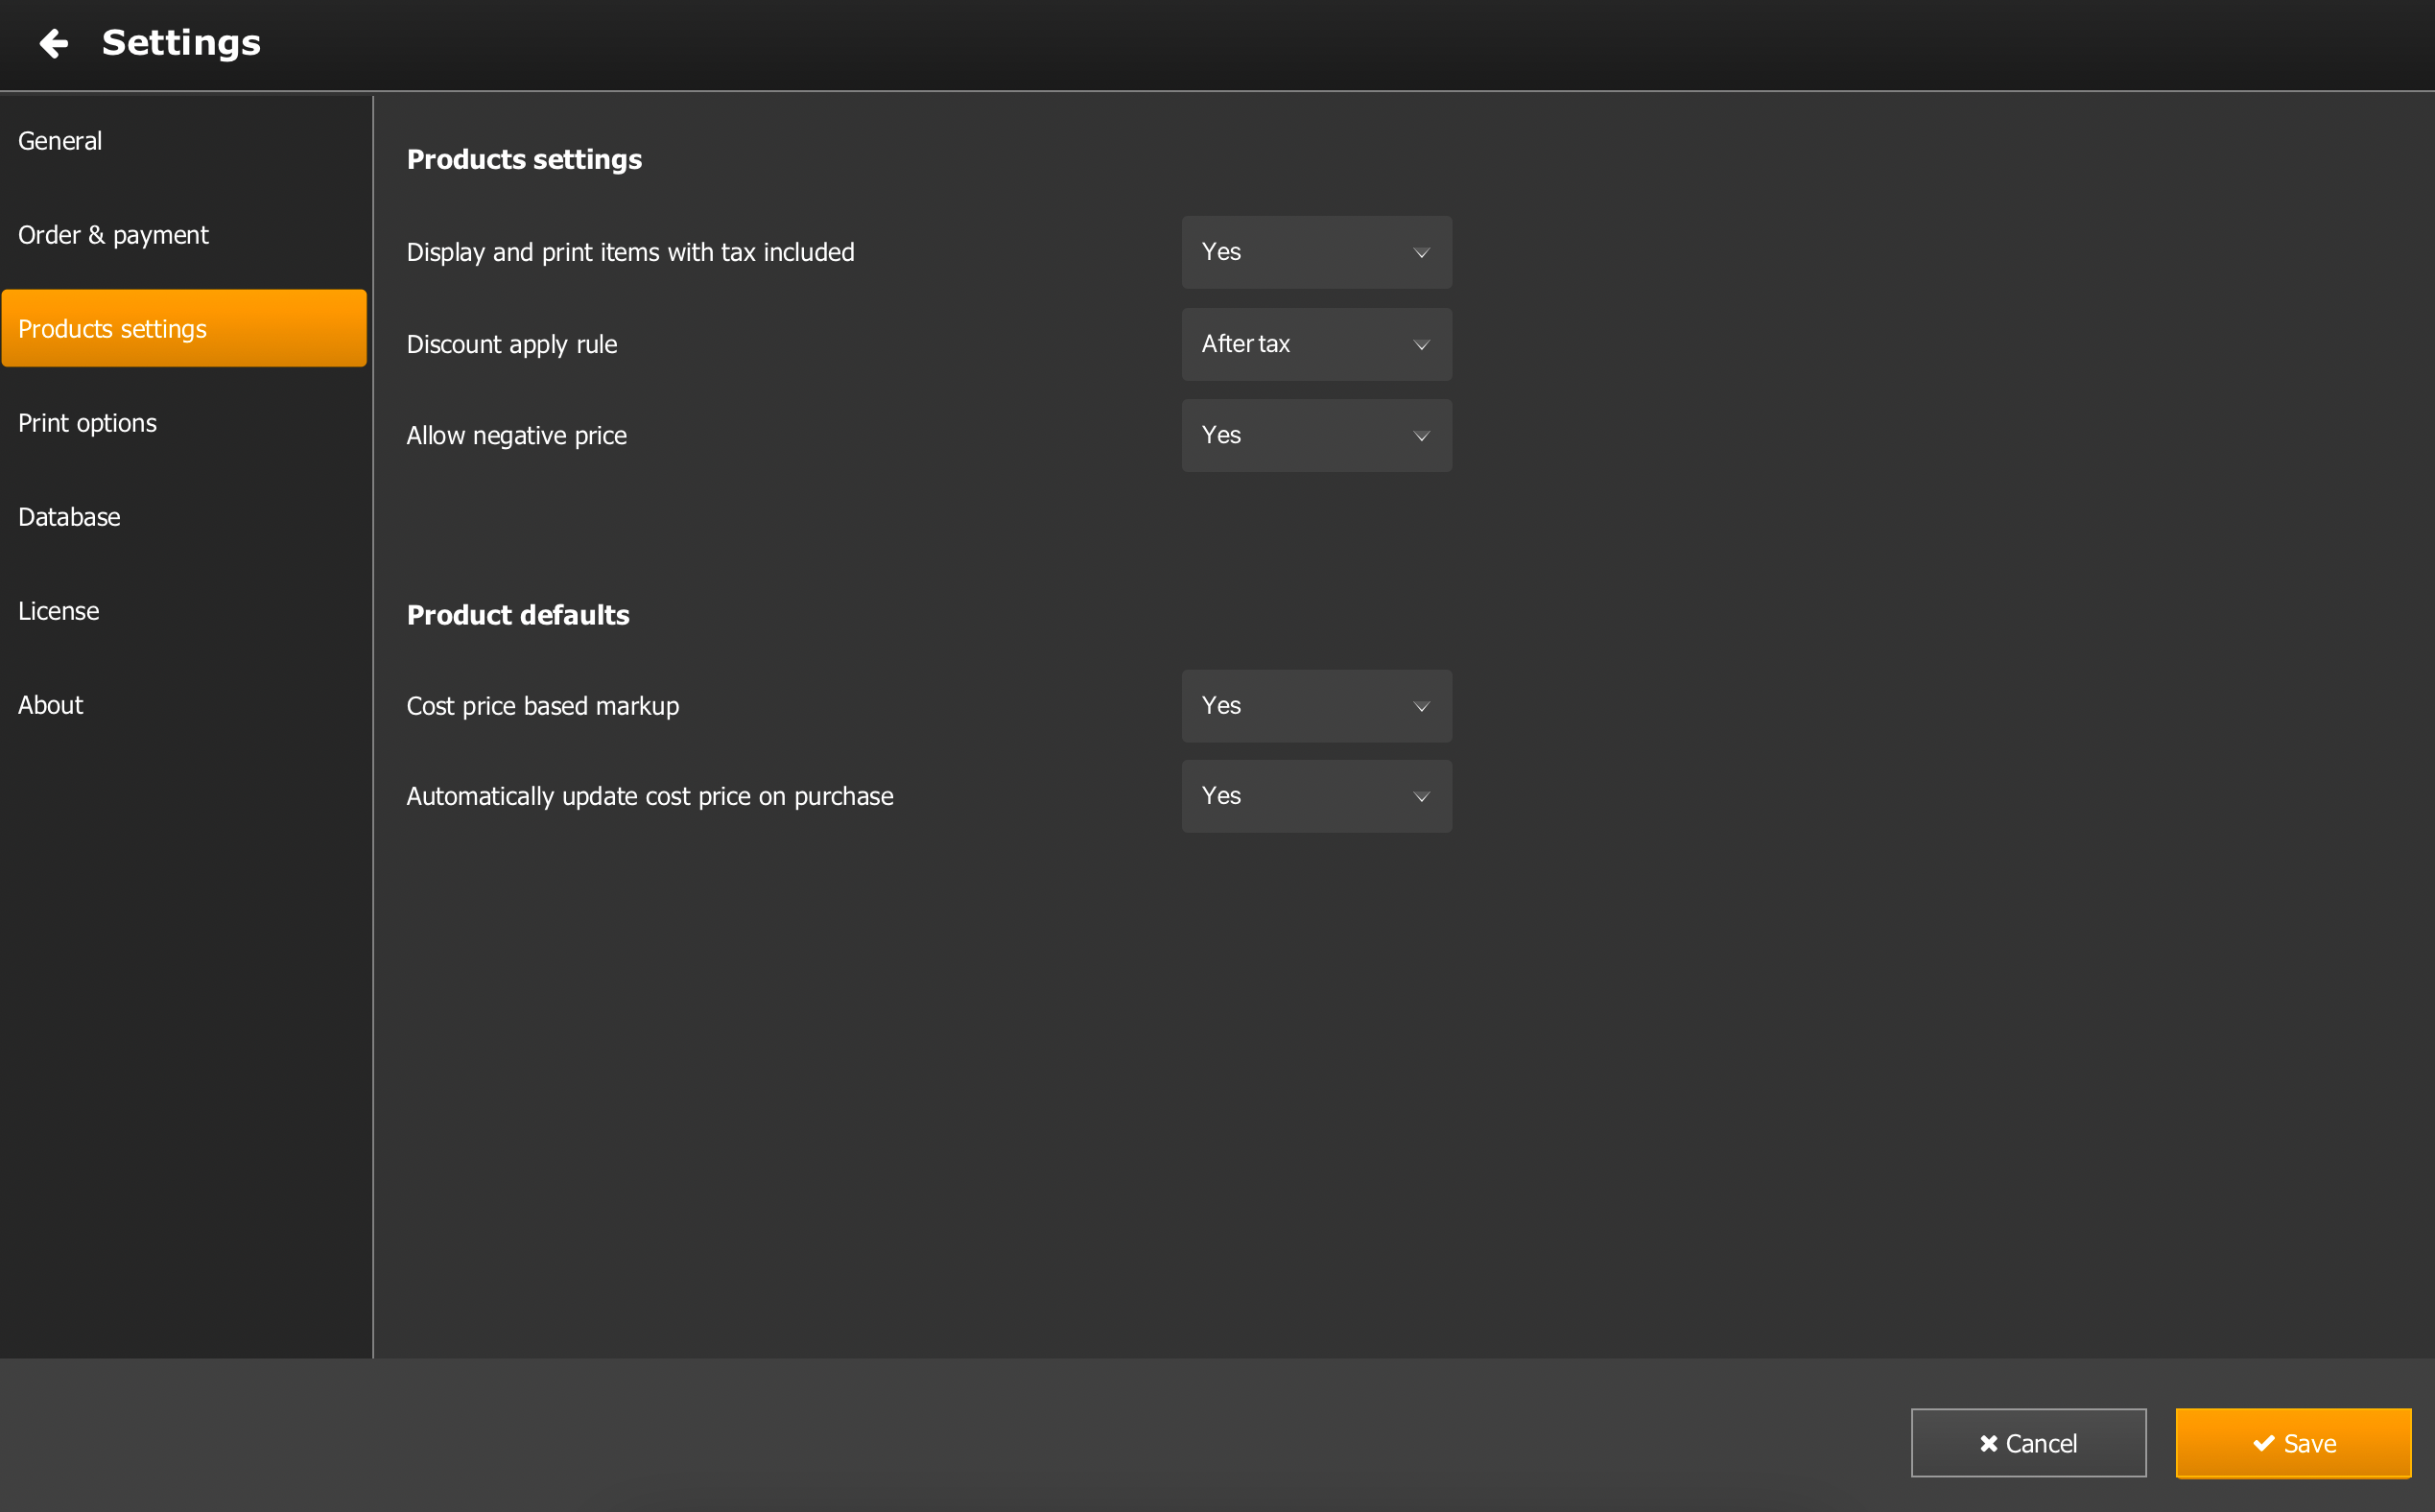 Settings
General
Order & payment
Products settings
Print options
Database
License
About
Products settings
Display and print items with tax included Yes
Discount apply rule After tax
Allow negative price Yes
Product defaults
Cost price based markup Yes
Automatically update cost price on purchase Yes
Cancel Save